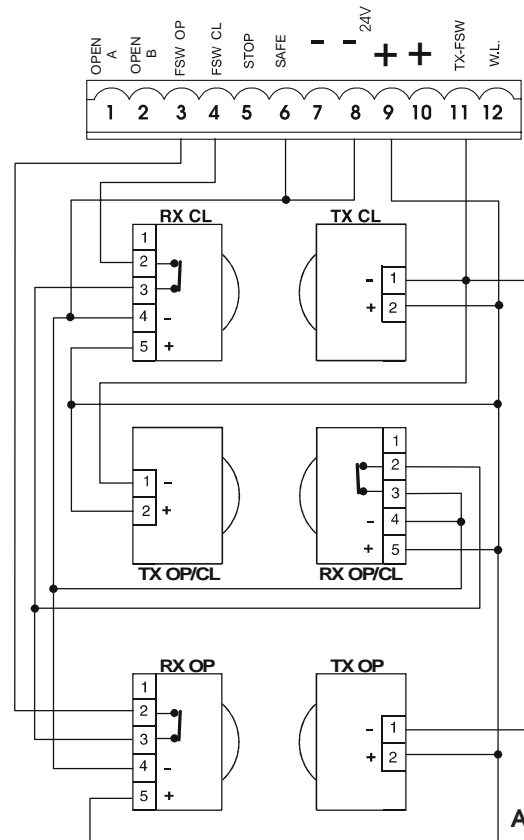 OPEN A
OPEN B
FSW OP
FSW CL
STOP
SAFE
-
-
24V
+
+
TX-FSW
W.L.
1 2 3 4 5 6 7 8 9 10 11 12
RX CL
1
2
3
4 -
5 +
TX CL
- 1
+ 2
1 -
2 +
TX OP/CL
1
2
3
- 4
+ 5
RX OP/CL
RX OP
1
2
3
4 -
5 +
TX OP
- 1
+ 2
A